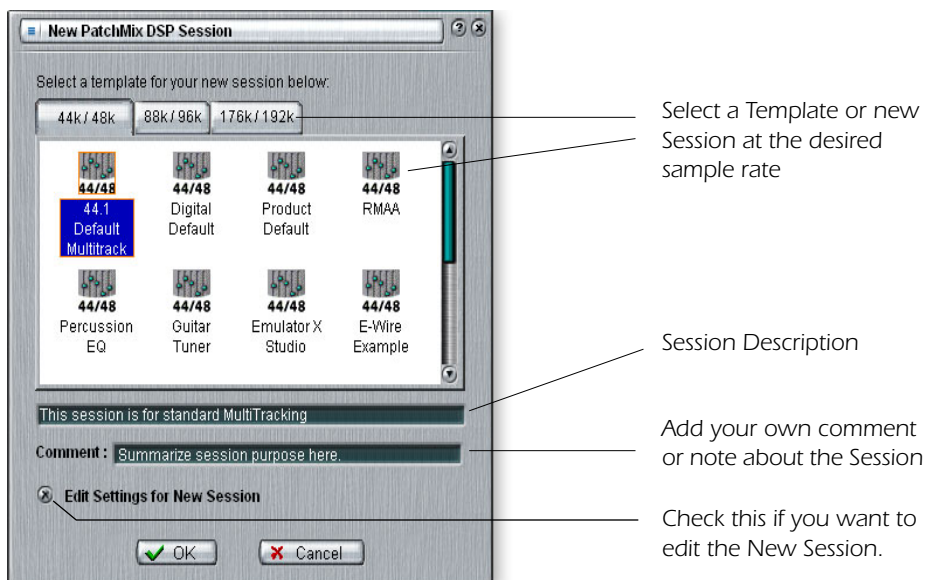 New PatchMix DSP Session
Select a template for your new session below:
44k / 48k 88k / 96k 176k / 192k
Select a Template or new
Session at the desired
sample rate
44/48 44/48 44/48 44/48
44.1 Default Multitrack
Digital Default
Product Default
RMAA
44/48 44/48 44/48 44/48
Percussion EQ
Guitar Tuner
Emulator X Studio
E-Wire Example
Session Description
This session is for standard MultiTracking
Add your own comment
or note about the Session
Comment : Summarize session purpose here.
Edit Settings for New Session
Check this if you want to
edit the New Session.
OK Cancel